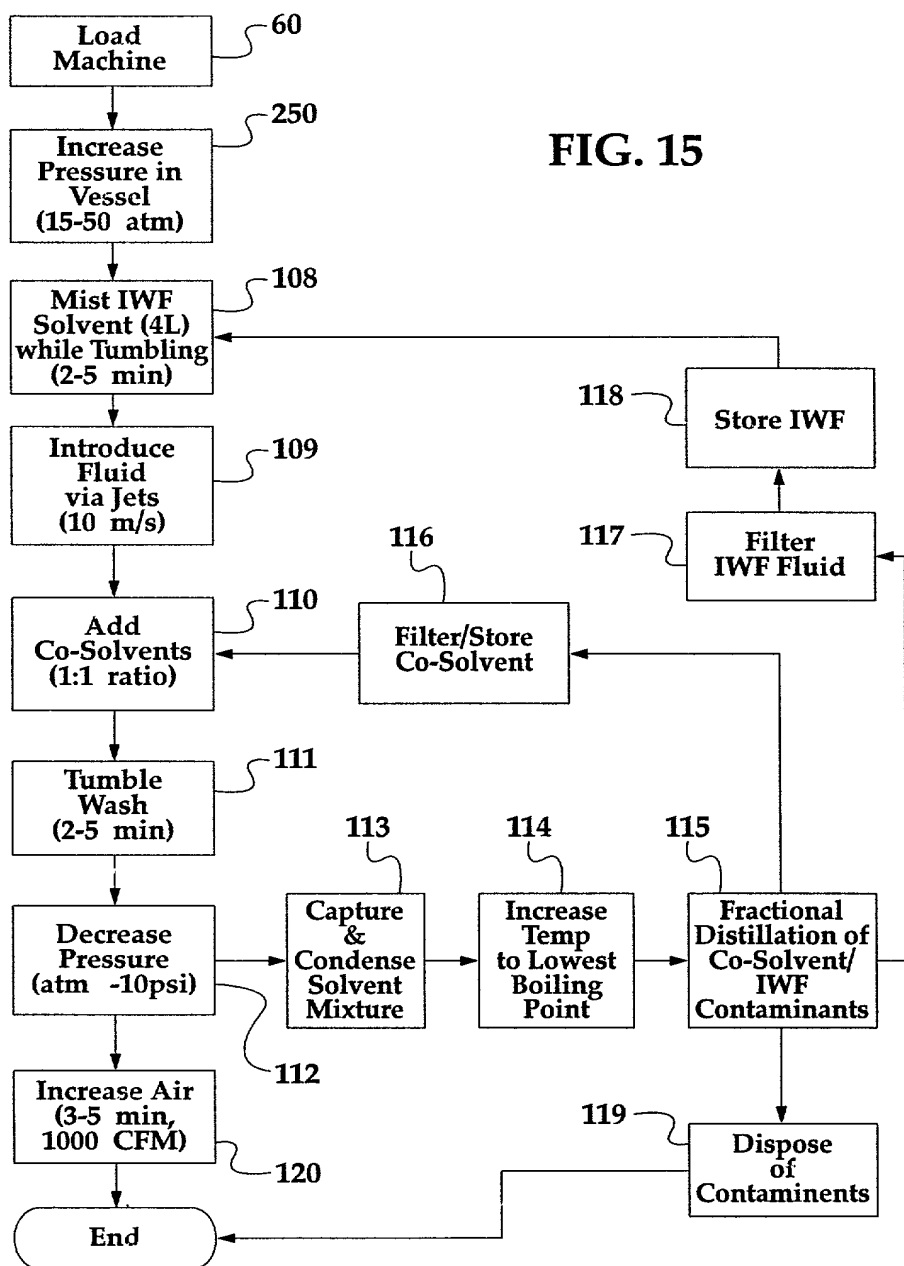 Load
Machine
60
250
Increase
Pressure in
Vessel
(15-50 atm)
FIG. 15
108
Mist IWF
Solvent (4L)
while Tumbling
(2-5 min)
109
Introduce
Fluid
via Jets
(10 m/s)
118
Store IWF
117
Filter
IWF Fluid
110
Add
Co-Solvents
(1:1 ratio)
116
Filter/Store
Co-Solvent
111
Tumble
Wash
(2-5 min)
Decrease
Pressure
(atm -10psi)
112
113
Capture
&
Condense
Solvent
Mixture
114
Increase
Temp
to Lowest
Boiling
Point
115
Fractional
Distillation of
Co-Solvent/
IWF
Contaminants
Increase Air
(3-5 min,
1000 CFM)
120
119
Dispose
of
Contaminents
End